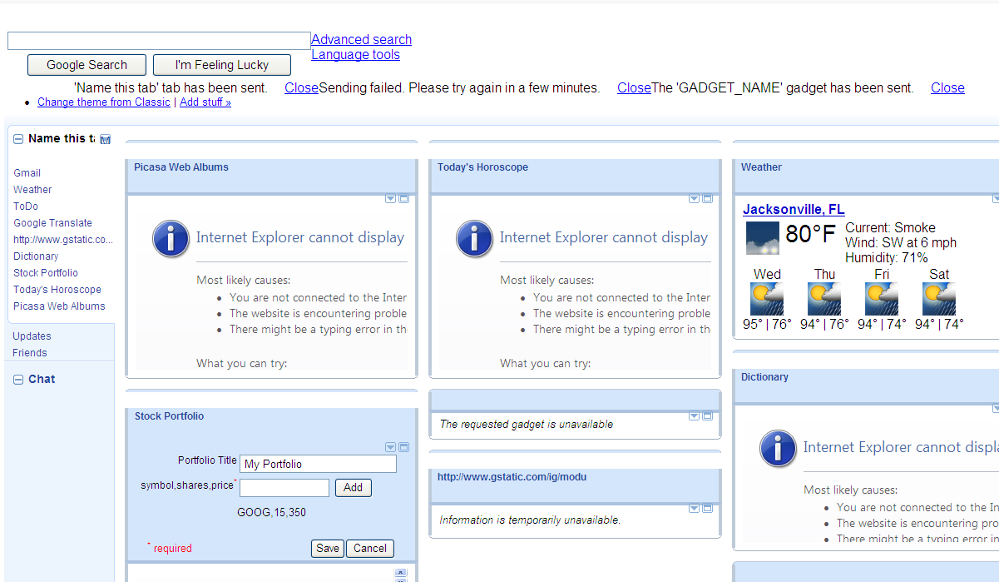 Advanced search
Language tools
Google Search I'm Feeling Lucky
'Name this tab' tab has been sent. CloseSending failed. Please try again in a few minutes. CloseThe 'GADGET_NAME' gadget has been sent. Close
Change theme from Classic | Add stuff »
Name this ta
Gmail
Weather
ToDo
Google Translate
http://www.gstatic.co...
Dictionary
Stock Portfolio
Today's Horoscope
Picasa Web Albums
Updates
Friends
Chat
Picasa Web Albums
Internet Explorer cannot display
Most likely causes:
You are not connected to the Inter
The website is encountering proble
There might be a typing error in th
What you can try:
Stock Portfolio
Portfolio Title My Portfolio
symbol,shares,price* Add
GOOG,15,350
* required Save Cancel
Today's Horoscope
Internet Explorer cannot display
Most likely causes:
You are not connected to the Inter
The website is encountering proble
There might be a typing error in th
What you can try:
The requested gadget is unavailable
http://www.gstatic.com/ig/modu
Information is temporarily unavailable.
Weather
Jacksonville, FL
80°F
Current: Smoke
Wind: SW at 6 mph
Humidity: 71%
Wed Thu Fri Sat
95° | 76° 94° | 76° 94° | 74° 94° | 74°
Dictionary
Internet Explorer cannot displa
Most likely causes:
You are not connected to the In
The website is encountering pro
There might be a typing error in